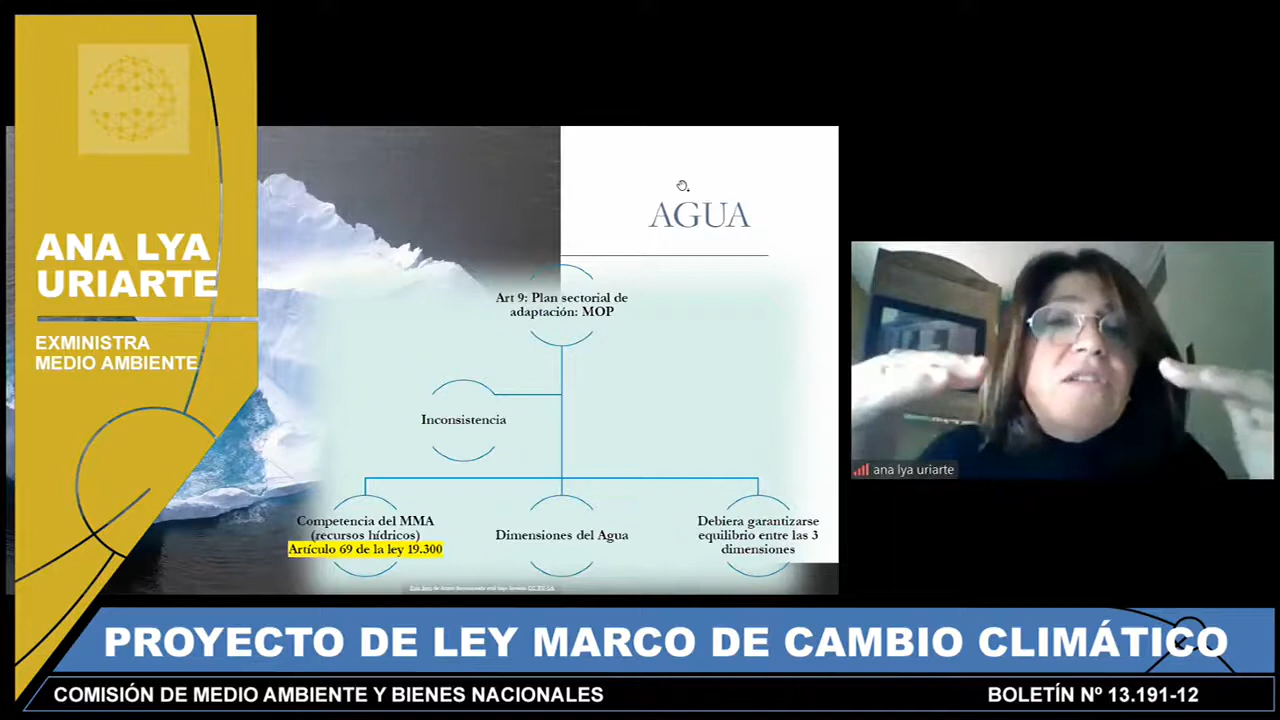 ANA LYA
URIARTE
EXMINISTRA
MEDIO AMBIENTE
AGUA
Art 9: Plan sectorial de
adaptación: MOP
Inconsistencia
Competencia del MMA
(recursos hídricos)
Artículo 69 de la ley 19.300
Dimensiones del Agua
Debiera garantizarse
equilibrio entre las 3
dimensiones
ana lya uriarte
PROYECTO DE LEY MARCO DE CAMBIO CLIMÁTICO
COMISIÓN DE MEDIO AMBIENTE Y BIENES NACIONALES
BOLETÍN Nº 13.191-12